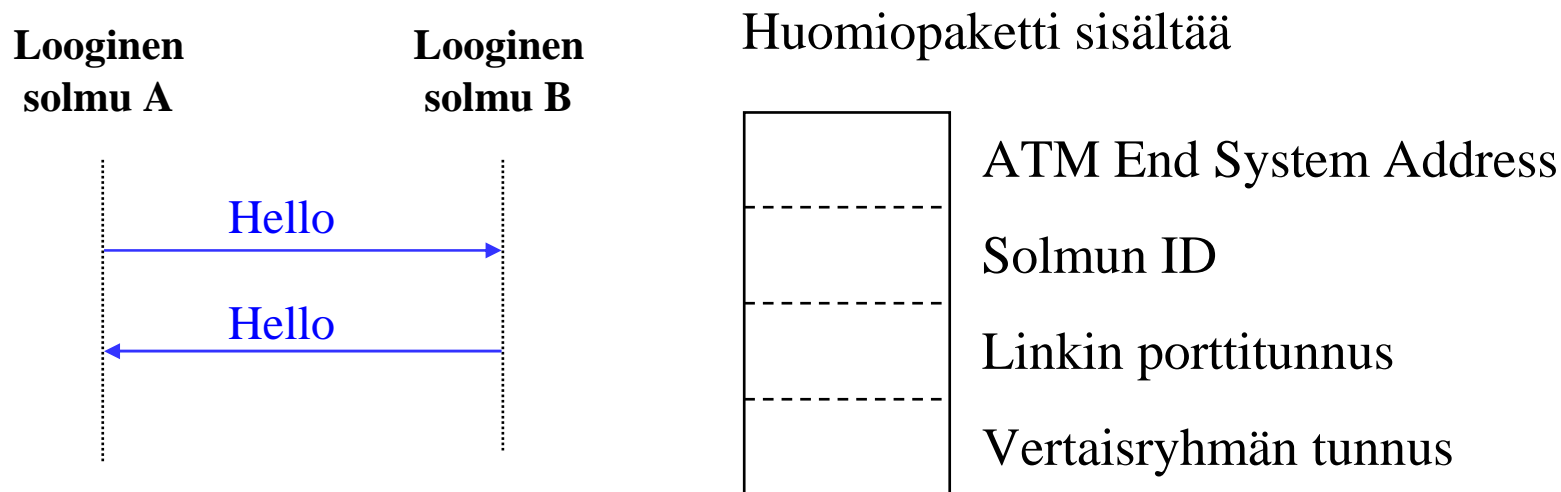 Looginen
solmu A
Looginen
solmu B
Hello
Hello
Huomiopaketti sisältää
ATM End System Address
Solmun ID
Linkin porttitunnus
Vertaisryhmän tunnus